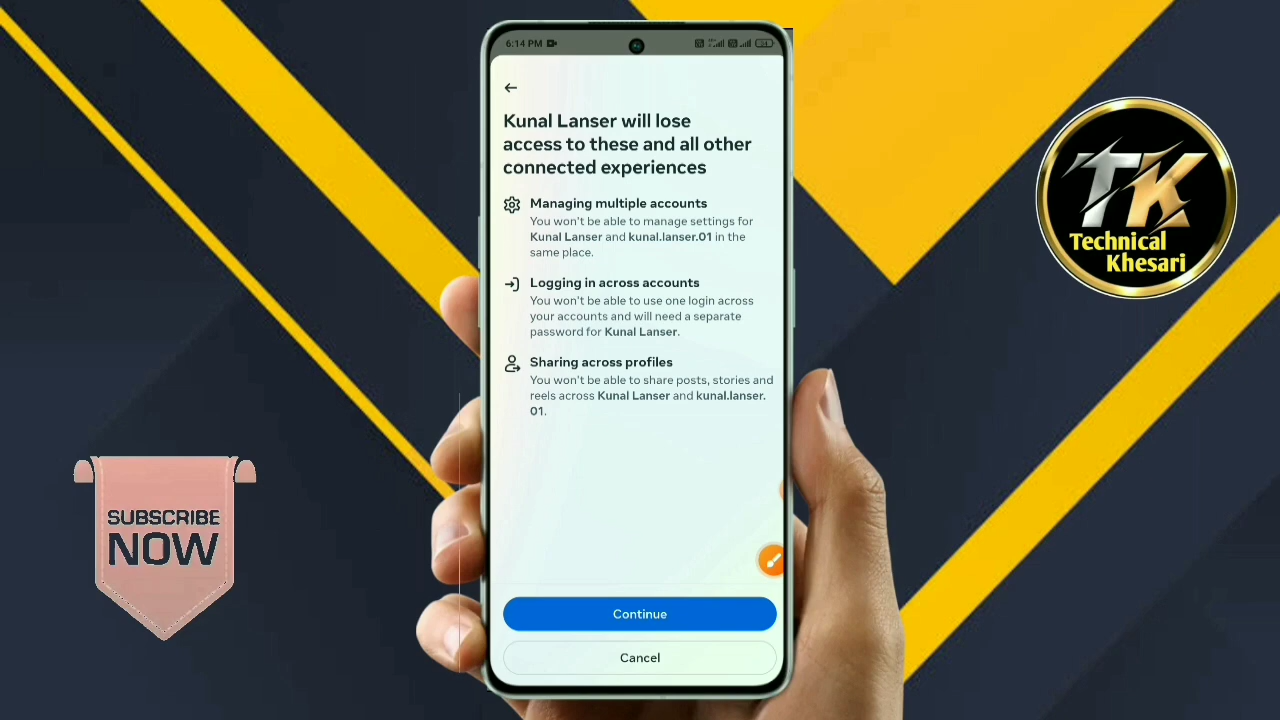 6:14 PM
Kunal Lanser will lose
access to these and all other
connected experiences
Managing multiple accounts
You won't be able to manage settings for
Kunal Lanser and kunal.lanser.01 in the
same place.
Logging in across accounts
You won't be able to use one login across
your accounts and will need a separate
password for Kunal Lanser.
Sharing across profiles
You won't be able to share posts, stories and
reels across Kunal Lanser and kunal.lanser.
01.
Continue
Cancel
TK
Technical
Khesari
SUBSCRIBE
NOW